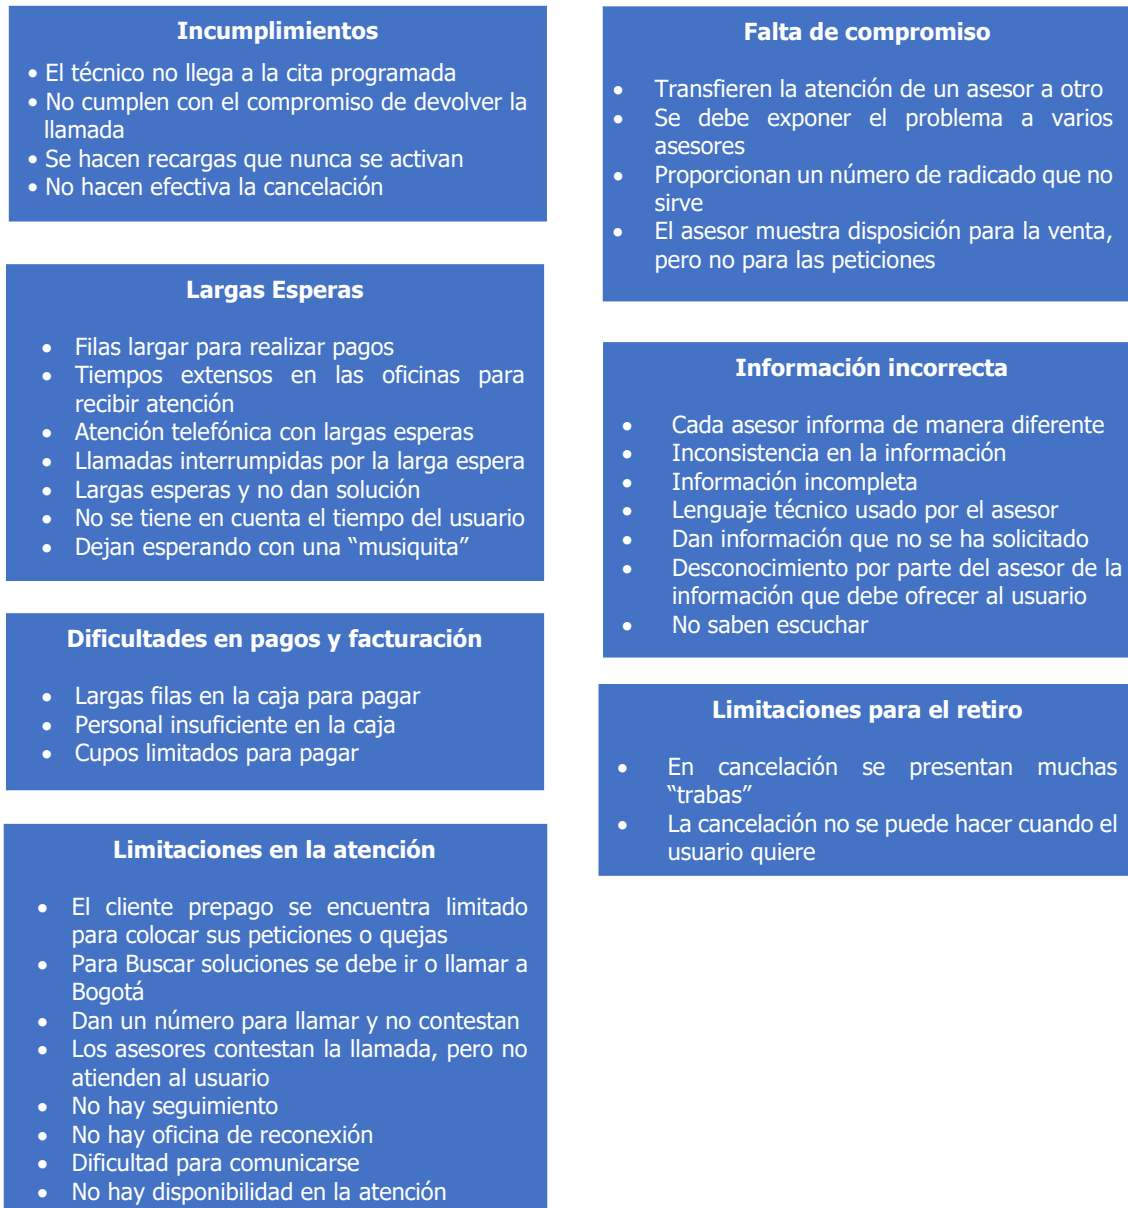 Incumplimientos
• El técnico no llega a la cita programada
• No cumplen con el compromiso de devolver la
llamada
• Se hacen recargas que nunca se activan
• No hacen efectiva la cancelación
Largas Esperas
• Filas largar para realizar pagos
• Tiempos extensos en las oficinas para
recibir atención
• Atención telefónica con largas esperas
• Llamadas interrumpidas por la larga espera
• Largas esperas y no dan solución
• No se tiene en cuenta el tiempo del usuario
• Dejan esperando con una “musiquita”
Dificultades en pagos y facturación
• Largas filas en la caja para pagar
• Personal insuficiente en la caja
• Cupos limitados para pagar
Limitaciones en la atención
• El cliente prepago se encuentra limitado
para colocar sus peticiones o quejas
• Para Buscar soluciones se debe ir o llamar a
Bogotá
• Dan un número para llamar y no contestan
• Los asesores contestan la llamada, pero no
atienden al usuario
• No hay seguimiento
• No hay oficina de reconexión
• Dificultad para comunicarse
• No hay disponibilidad en la atención
Falta de compromiso
• Transfieren la atención de un asesor a otro
• Se debe exponer el problema a varios
asesores
• Proporcionan un número de radicado que no
sirve
• El asesor muestra disposición para la venta,
pero no para las peticiones
Información incorrecta
• Cada asesor informa de manera diferente
• Inconsistencia en la información
• Información incompleta
• Lenguaje técnico usado por el asesor
• Dan información que no se ha solicitado
• Desconocimiento por parte del asesor de la
información que debe ofrecer al usuario
• No saben escuchar
Limitaciones para el retiro
• En cancelación se presentan muchas
“trabas”
• La cancelación no se puede hacer cuando el
usuario quiere